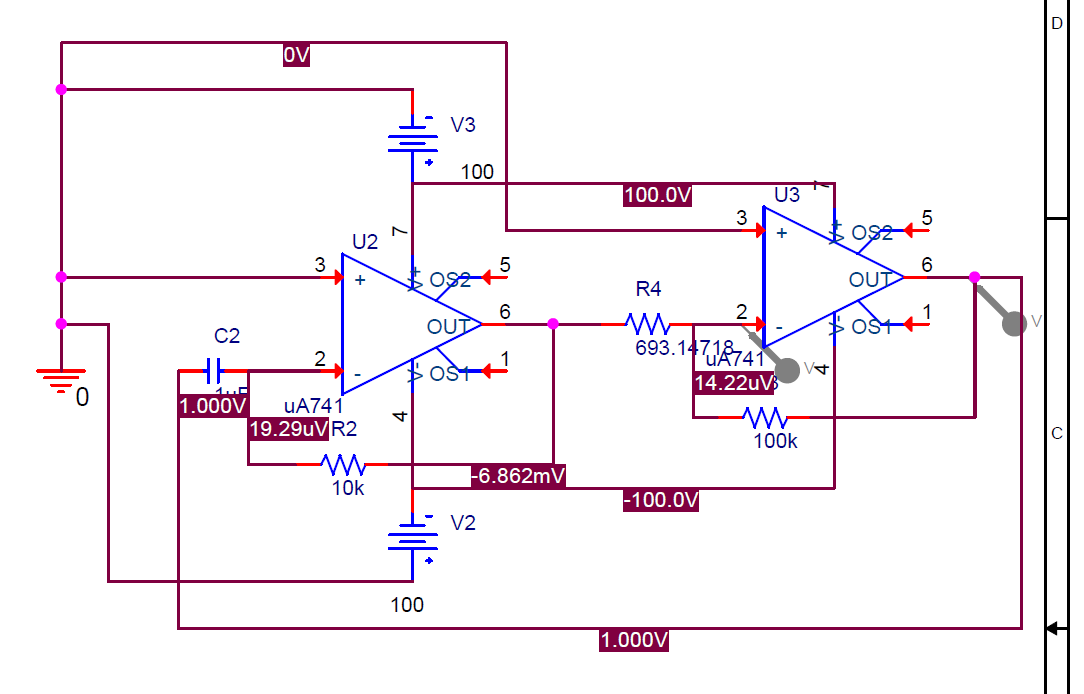 D
0V
V3
100
100.0V
7
U3
3
+
V+
OS2
5
7
U2
3
+
V+
OS2
5
OUT
6
OUT
6
R4
2
-
V-
OS1
1
V
693.14718
C2
2
-
V-
OS1
1
uA741
V
4
14.22uV
0
1uF
1.000V
uA741
4
19.29uV
R2
100k
C
-6.862mV
10k
-100.0V
V2
100
1.000V